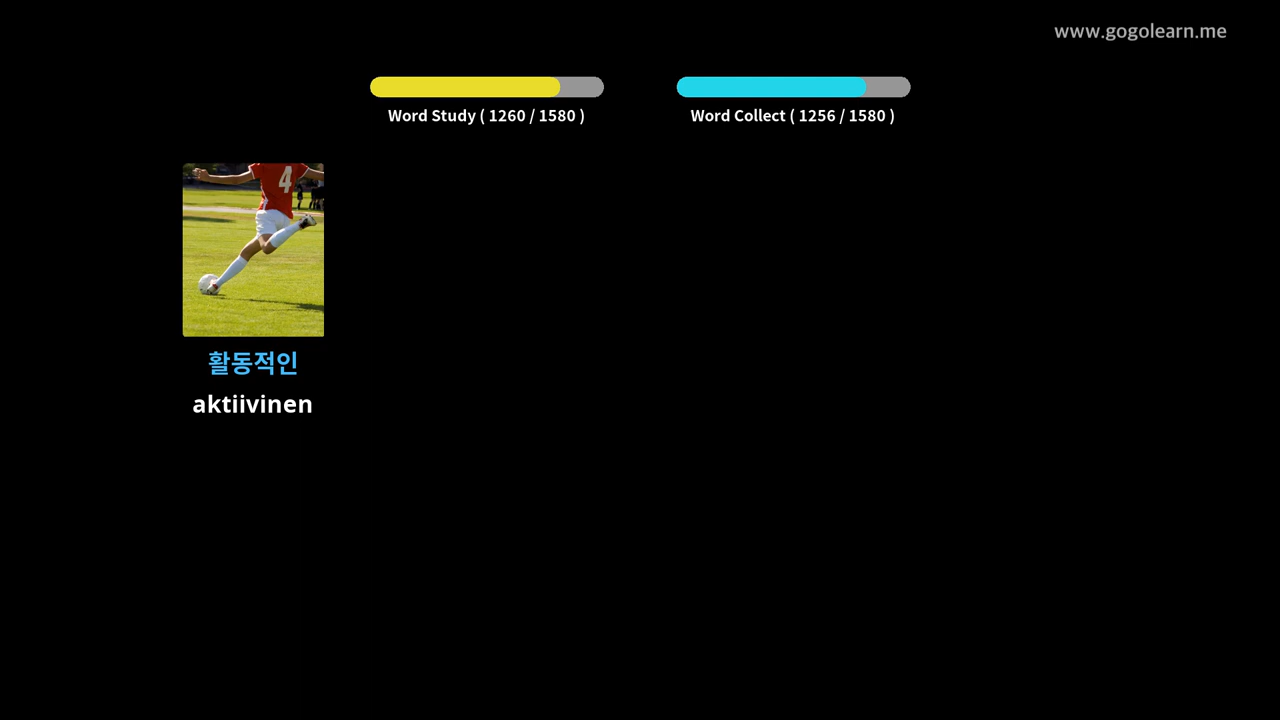 www.gogolearn.me
Word Study ( 1260 / 1580 )
Word Collect ( 1256 / 1580 )
4
활동적인
aktiivinen